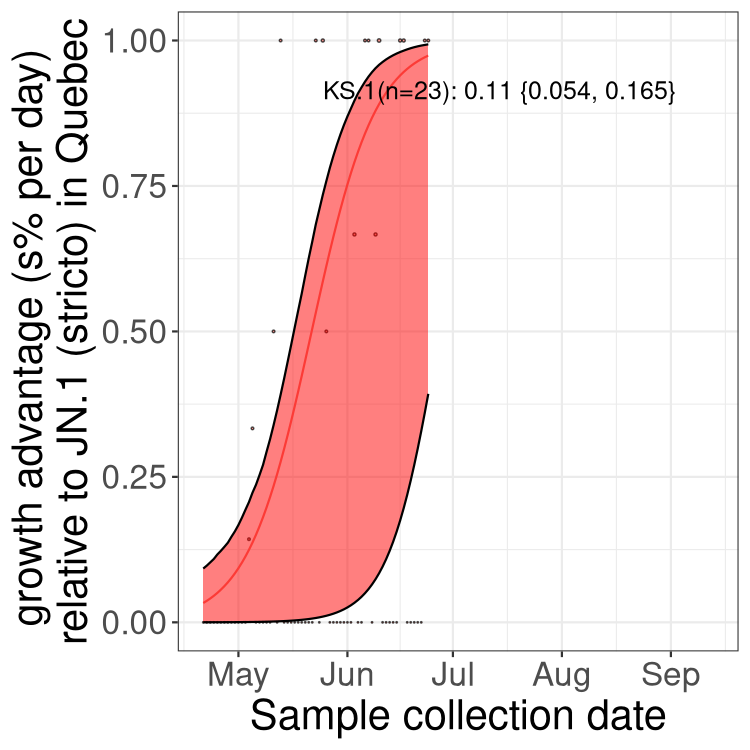 growth advantage (s% per day)
relative to JN.1 (stricto) in Quebec
1.00
0.75
0.50
0.25
0.00
KS.1(n=23): 0.11 {0.054, 0.165}
May Jun Jul Aug Sep
Sample collection date